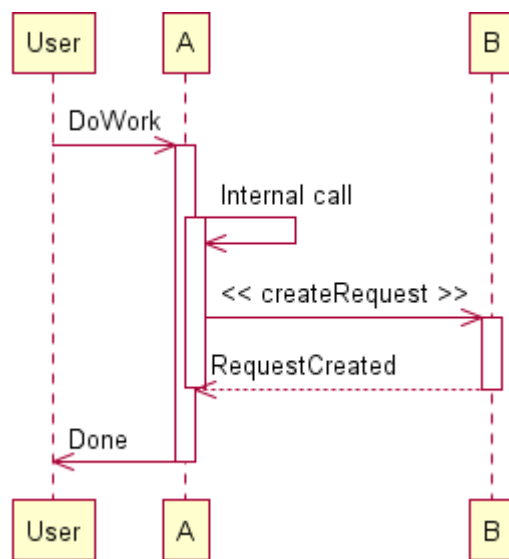 User A B
DoWork
Internal call
<< createRequest >>
RequestCreated
Done
User A B